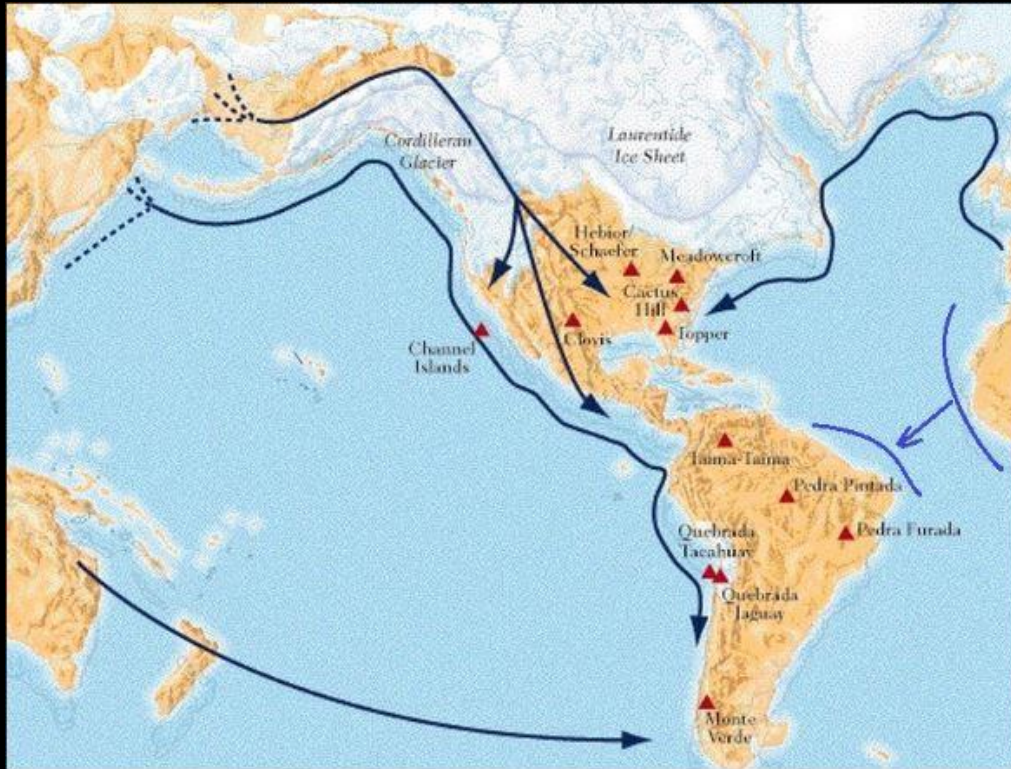 Cordilleran
Glacier
Laurentide
Ice Sheet
Hebior/
Schaefer
Meadowcroft
Cactus
Hill
Clovis
Topper
Channel
Islands
Taima-Taima
Pedra Pintada
Pedra Furada
Quebrada
Tacahuay
Quebrada
Jaguay
Monte
Verde